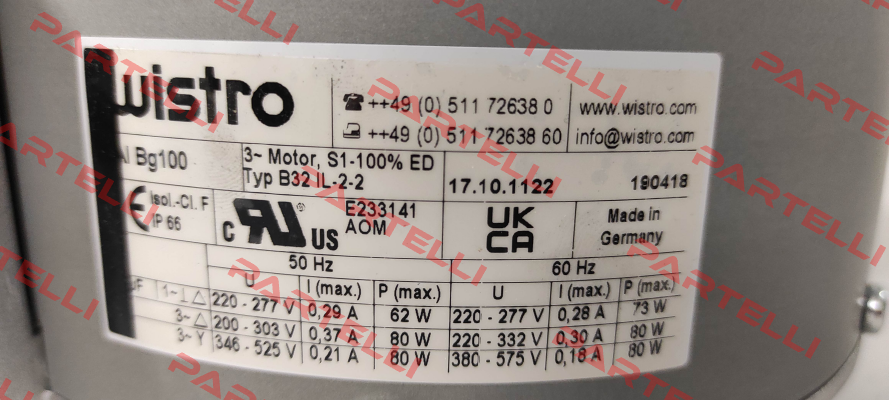 wistro
++49 (0) 511 72638 0
www.wistro.com
++49 (0) 511 72638 60
info@wistro.com
Bg100
3~ Motor, S1-100% ED
Typ B32 IL-2-2
17.10.1122
190418
CE Isol.-Cl. F
IP 66
c RU US
E233141
AOM
UK
CA
Made in
Germany
50 Hz
60 Hz
U I (max.) P (max.) U I (max.) P (max.)
µF 1~⊥△ 220 - 277 V 0,29 A 62 W 220 - 277 V 0,28 A 73 W
3~△ 200 - 303 V 0,37 A 80 W 220 - 332 V 0,30 A 80 W
3~Y 346 - 525 V 0,21 A 80 W 380 - 575 V 0,18 A 80 W
PARTELLI